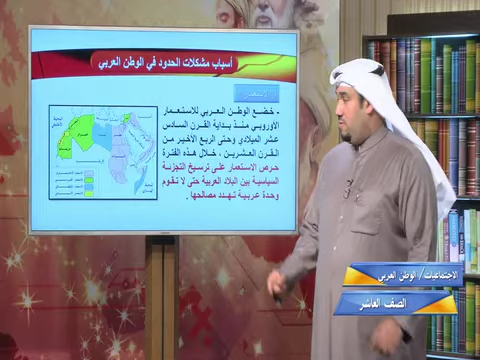 أسباب مشكلات الحدود في الوطن العربي
- خضع الوطن العربي للاستعمار
الأوروبي منذ بداية القرن السادس
عشر الميلادي وحتى الربع الأخير من
القرن العشرين ، خلال هذه الفترة
حرص الاستعمار على ترسيخ التجزئة
السياسية بين البلاد العربية حتى لا تقوم
وحدة عربية تهدد مصالحها .
الاجتماعيات / الوطن العربي
الصف العاشر